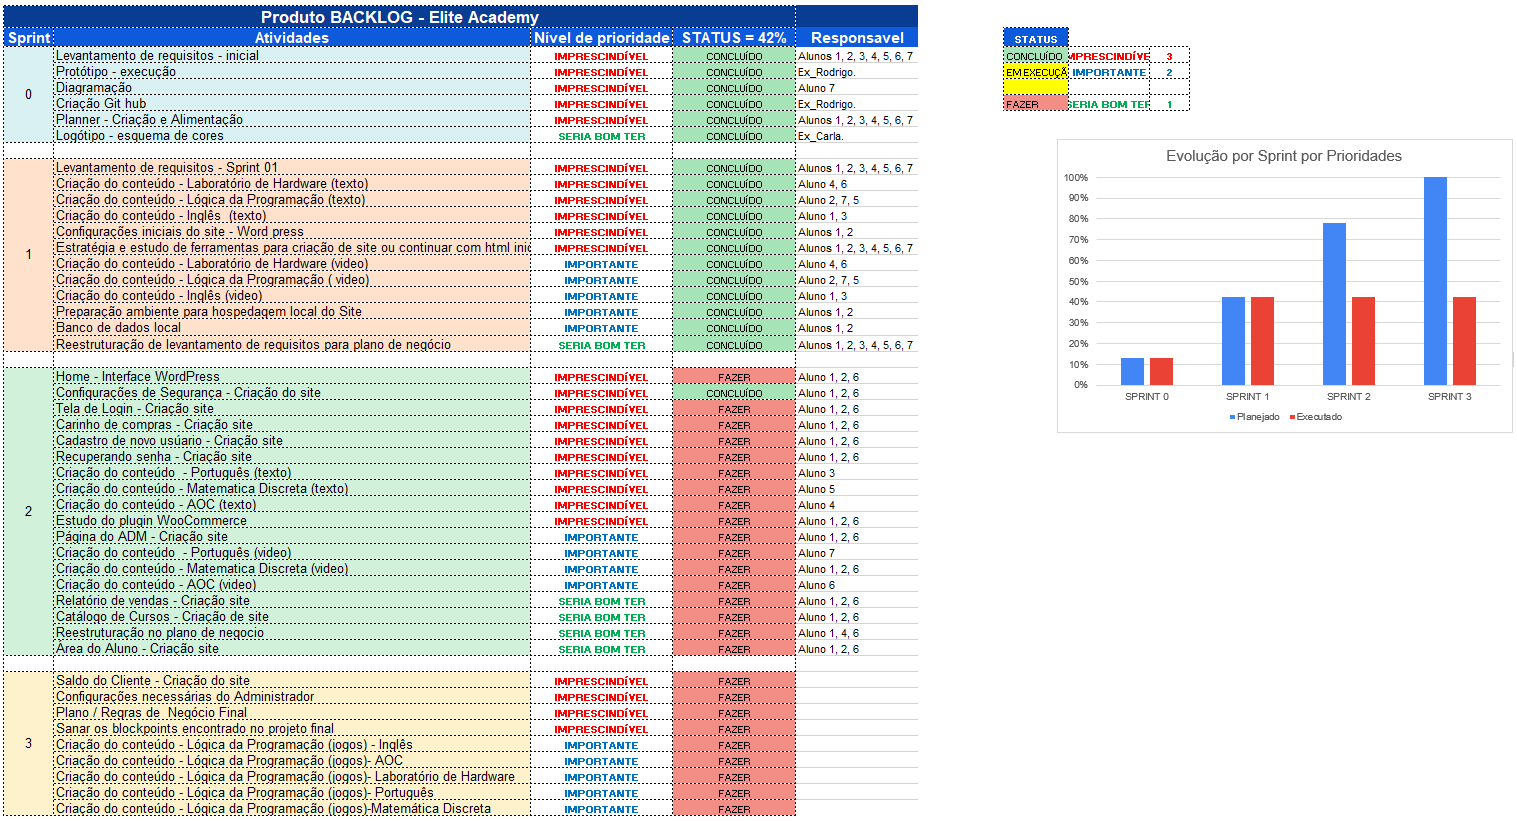 Produto BACKLOG - Elite Academy
Sprint Atividades Nível de prioridade STATUS = 42% Responsavel
0
Levantamento de requisitos - inicial IMPRESCINDÍVEL CONCLUÍDO Alunos 1, 2, 3, 4, 5, 6, 7
Protótipo - execução IMPRESCINDÍVEL CONCLUÍDO Ex_Rodrigo.
Diagramação IMPRESCINDÍVEL CONCLUÍDO Aluno 7
Criação Git hub IMPRESCINDÍVEL CONCLUÍDO Ex_Rodrigo.
Planner - Criação e Alimentação IMPRESCINDÍVEL CONCLUÍDO Alunos 1, 2, 3, 4, 5, 6, 7
Logótipo - esquema de cores SERIA BOM TER CONCLUÍDO Ex_Carla.
1
Levantamento de requisitos - Sprint 01 IMPRESCINDÍVEL CONCLUÍDO Alunos 1, 2, 3, 4, 5, 6, 7
Criação do conteúdo - Laboratório de Hardware (texto) IMPRESCINDÍVEL CONCLUÍDO Aluno 4, 6
Criação do conteúdo - Lógica da Programação (texto) IMPRESCINDÍVEL CONCLUÍDO Aluno 2, 7, 5
Criação do conteúdo - Inglês (texto) IMPRESCINDÍVEL CONCLUÍDO Aluno 1, 3
Configurações iniciais do site - Word press IMPRESCINDÍVEL CONCLUÍDO Alunos 1, 2
Estratégia e estudo de ferramentas para criação de site ou continuar com html inic IMPRESCINDÍVEL CONCLUÍDO Alunos 1, 2, 3, 4, 5, 6, 7
Criação do conteúdo - Laboratório de Hardware (video) IMPORTANTE CONCLUÍDO Aluno 4, 6
Criação do conteúdo - Lógica da Programação ( video) IMPORTANTE CONCLUÍDO Aluno 2, 7, 5
Criação do conteúdo - Inglês (video) IMPORTANTE CONCLUÍDO Aluno 1, 3
Preparação ambiente para hospedagem local do Site IMPORTANTE CONCLUÍDO Alunos 1, 2
Banco de dados local IMPORTANTE CONCLUÍDO Alunos 1, 2
Reestruturação de levantamento de requisitos para plano de negócio SERIA BOM TER CONCLUÍDO Alunos 1, 2, 3, 4, 5, 6, 7
2
Home - Interface WordPress IMPRESCINDÍVEL FAZER Aluno 1, 2, 6
Configurações de Segurança - Criação do site IMPRESCINDÍVEL CONCLUÍDO Aluno 1, 2, 6
Tela de Login - Criação site IMPRESCINDÍVEL FAZER Aluno 1, 2, 6
Carinho de compras - Criação site IMPRESCINDÍVEL FAZER Aluno 1, 2, 6
Cadastro de novo usúario - Criação site IMPRESCINDÍVEL FAZER Aluno 1, 2, 6
Recuperando senha - Criação site IMPRESCINDÍVEL FAZER Aluno 1, 2, 6
Criação do conteúdo - Português (texto) IMPRESCINDÍVEL FAZER Aluno 3
Criação do conteúdo - Matematica Discreta (texto) IMPRESCINDÍVEL FAZER Aluno 5
Criação do conteúdo - AOC (texto) IMPRESCINDÍVEL FAZER Aluno 4
Estudo do plugin WooCommerce IMPRESCINDÍVEL FAZER Aluno 1, 2, 6
Página do ADM - Criação site IMPORTANTE FAZER Aluno 1, 2, 6
Criação do conteúdo - Português (video) IMPORTANTE FAZER Aluno 7
Criação do conteúdo - Matematica Discreta (video) IMPORTANTE FAZER Aluno 1, 2, 6
Criação do conteúdo - AOC (video) IMPORTANTE FAZER Aluno 6
Relatório de vendas - Criação site SERIA BOM TER FAZER Aluno 1, 2, 6
Catálogo de Cursos - Criação de site SERIA BOM TER FAZER Aluno 1, 2, 6
Reestruturação no plano de negocio SERIA BOM TER FAZER Aluno 1, 4, 6
Área do Aluno - Criação site SERIA BOM TER FAZER Aluno 1, 2, 6
3
Saldo do Cliente - Criação do site IMPRESCINDÍVEL FAZER
Configurações necessárias do Administrador IMPRESCINDÍVEL FAZER
Plano / Regras de Negócio Final IMPRESCINDÍVEL FAZER
Sanar os blockpoints encontrado no projeto final IMPRESCINDÍVEL FAZER
Criação do conteúdo - Lógica da Programação (jogos) - Inglês IMPORTANTE FAZER
Criação do conteúdo - Lógica da Programação (jogos)- AOC IMPORTANTE FAZER
Criação do conteúdo - Lógica da Programação (jogos)- Laboratório de Hardware IMPORTANTE FAZER
Criação do conteúdo - Lógica da Programação (jogos)- Português IMPORTANTE FAZER
Criação do conteúdo - Lógica da Programação (jogos)-Matemática Discreta IMPORTANTE FAZER
STATUS
CONCLUÍDO MPRESCINDÍVE 3
EM EXECUÇÃ IMPORTANTE 2
FAZER SERIA BOM TER 1
Evolução por Sprint por Prioridades
100%
90%
80%
70%
60%
50%
40%
30%
20%
10%
0%
SPRINT 0 SPRINT 1 SPRINT 2 SPRINT 3
Planejado Executado